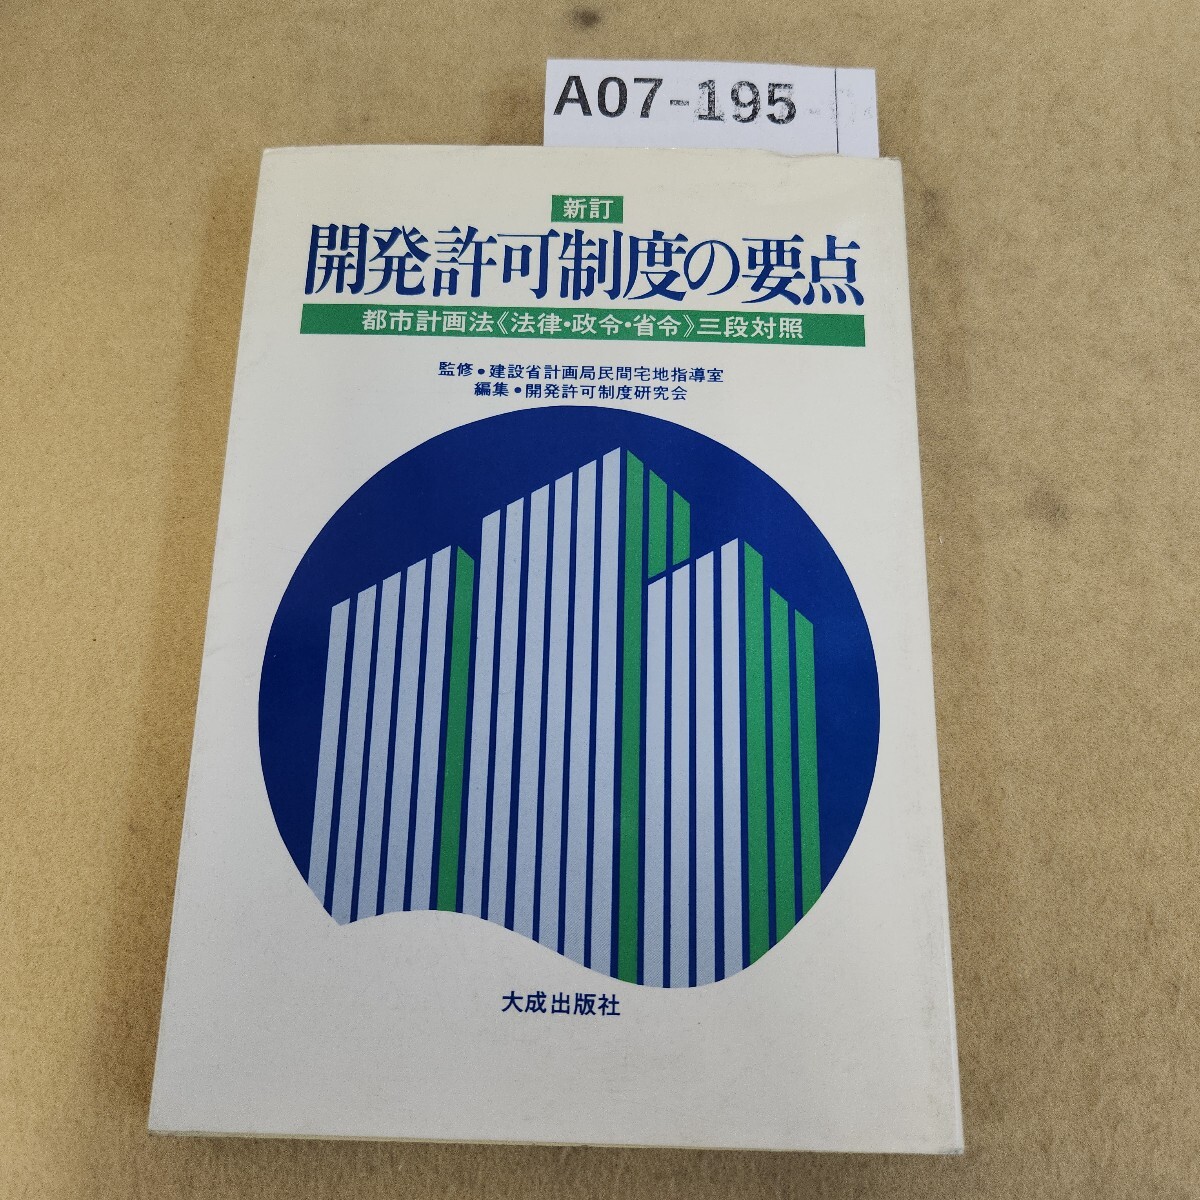 A07-195
新訂
開発許可制度の要点
都市計画法《法律・政令・省令》三段対照
監修・建設省計画局民間宅地指導室
編集・開発許可制度研究会
大成出版社